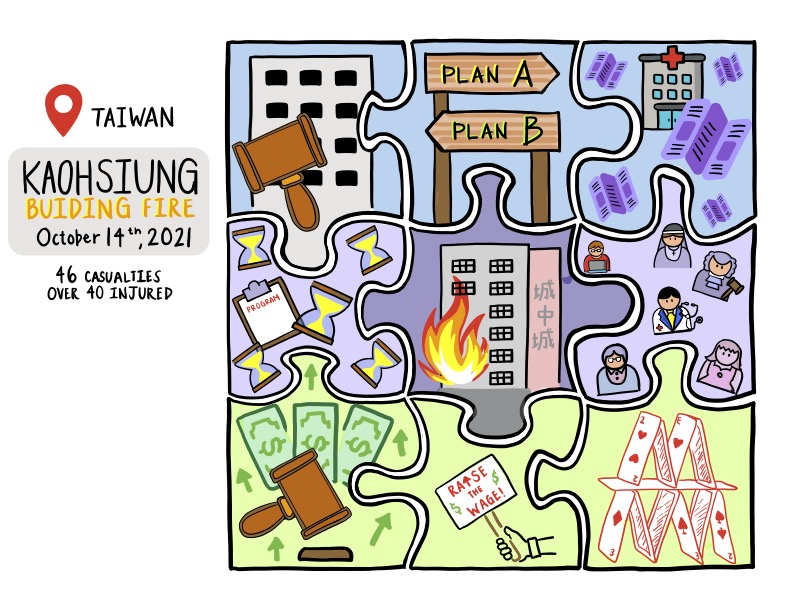 TAIWAN
KAOHSIUNG
BUIDING FIRE
October 14th, 2021
46 CASUALTIES
OVER 40 INJURED
PLAN A
PLAN B
PROGRAM
城中城
RAISE
THE
WAGE!